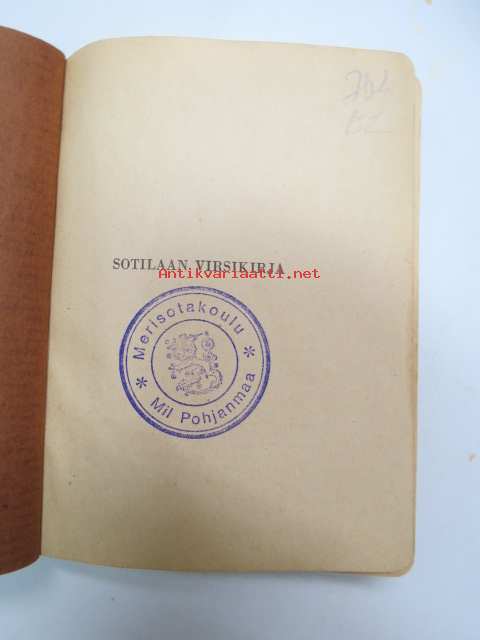 SOTILAAN VIRSIKIRJA
Antikvariaatti.net
* Merisotakoulu *
Mil Pohjanmaa